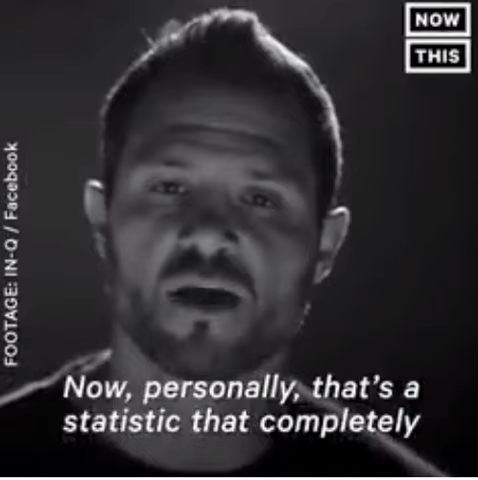 NOW
THIS
FOOTAGE: IN-Q / Facebook
Now, personally, that's a
statistic that completely